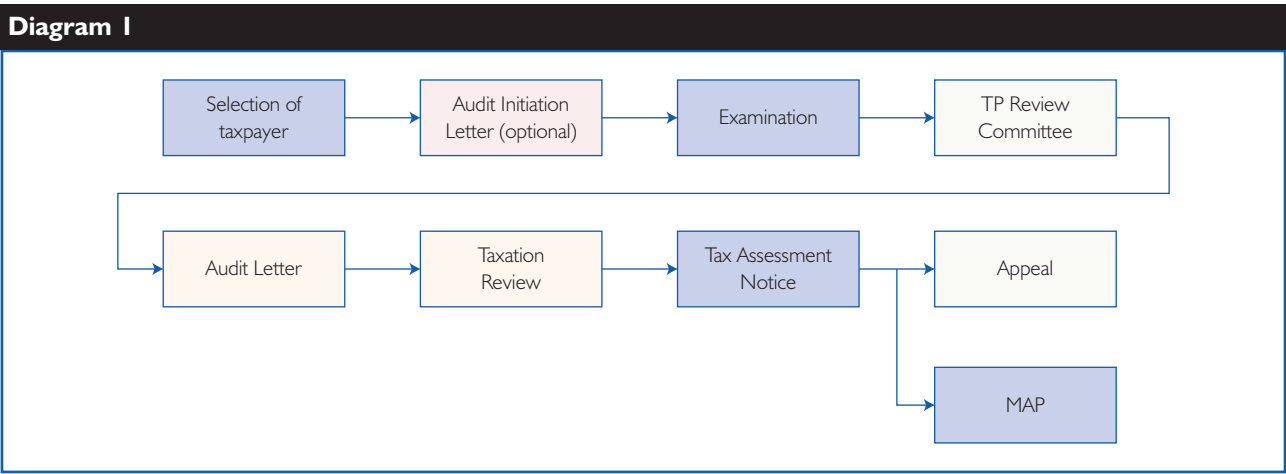 Diagram 1
Selection of
taxpayer
Audit Initiation
Letter (optional)
Examination
TP Review
Committee
Audit Letter
Taxation
Review
Tax Assessment
Notice
Appeal
MAP